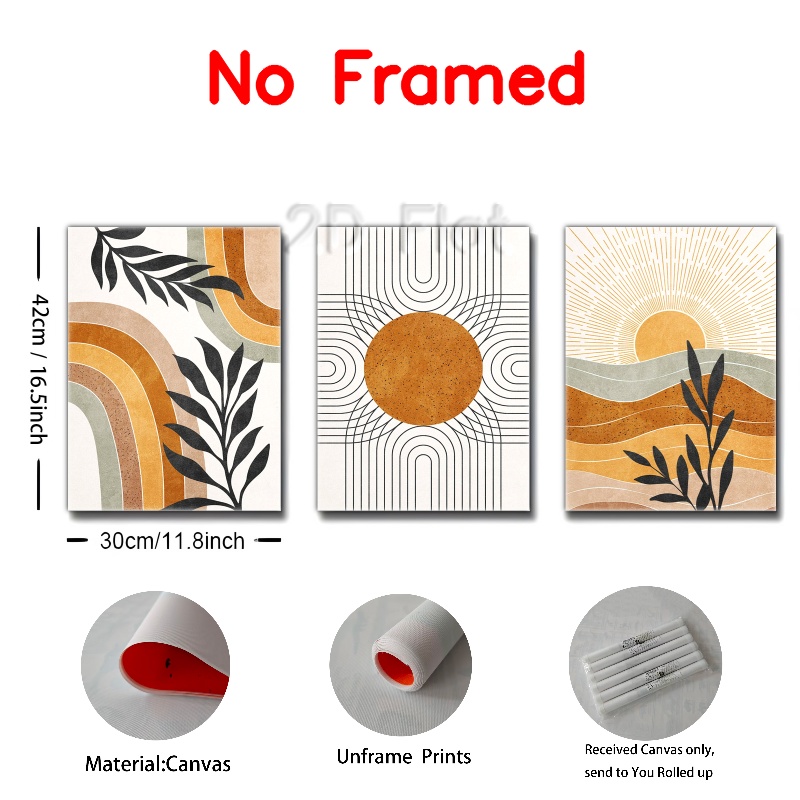 No Framed
2D Flat
42cm / 16.5inch
30cm/11.8inch
Material:Canvas
Unframe Prints
Received Canvas only,
send to You Rolled up